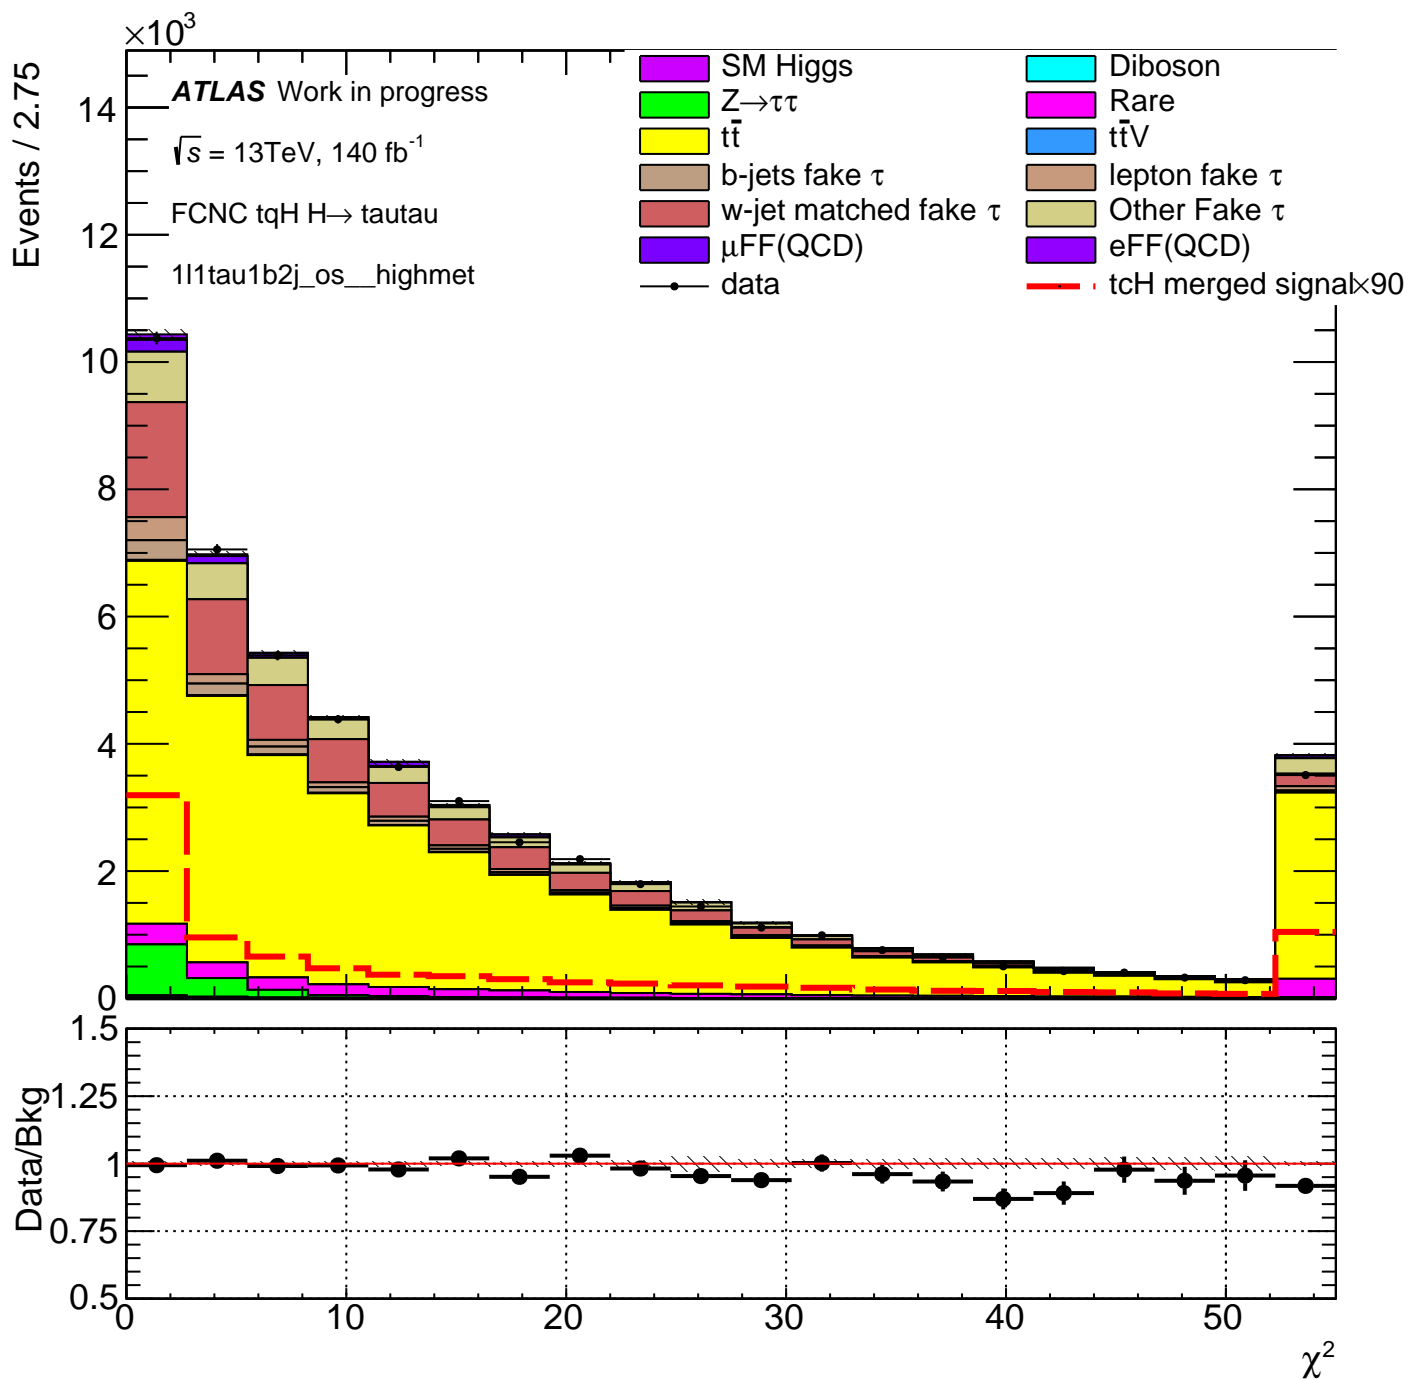 ×10³
Events / 2.75
ATLAS Work in progress
√s = 13TeV, 140 fb⁻¹
FCNC tqH H→ tautau
1l1tau1b2j_os__highmet
SM Higgs
Diboson
Z→ττ
Rare
tt̄
tt̄V
b-jets fake τ
lepton fake τ
w-jet matched fake τ
Other Fake τ
μFF(QCD)
eFF(QCD)
data
tcH merged signal×90
14
12
10
8
6
4
2
0
Data/Bkg
1.5
1.25
1
0.75
0.5
0 10 20 30 40 50
χ²